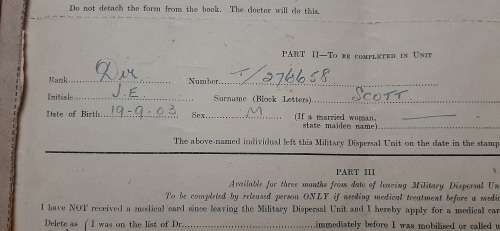 Do not detach the form from the book. The doctor will do this.
PART II—TO BE COMPLETED IN UNIT
Rank Dvr Number T/276658
Initials J.E Surname (Block Letters) SCOTT
Date of Birth 19-9-03 Sex M (If a married woman, state maiden name)
The above-named individual left this Military Dispersal Unit on the date in the stamp
PART III
Available for three months from date of leaving Military Dispersal Un
To be completed by released person ONLY if needing medical treatment before a medi
I have NOT received a medical card since leaving the Military Dispersal Unit and I hereby apply for a medical car
Delete as (I was on the list of Dr. immediately before I was mobilised or called